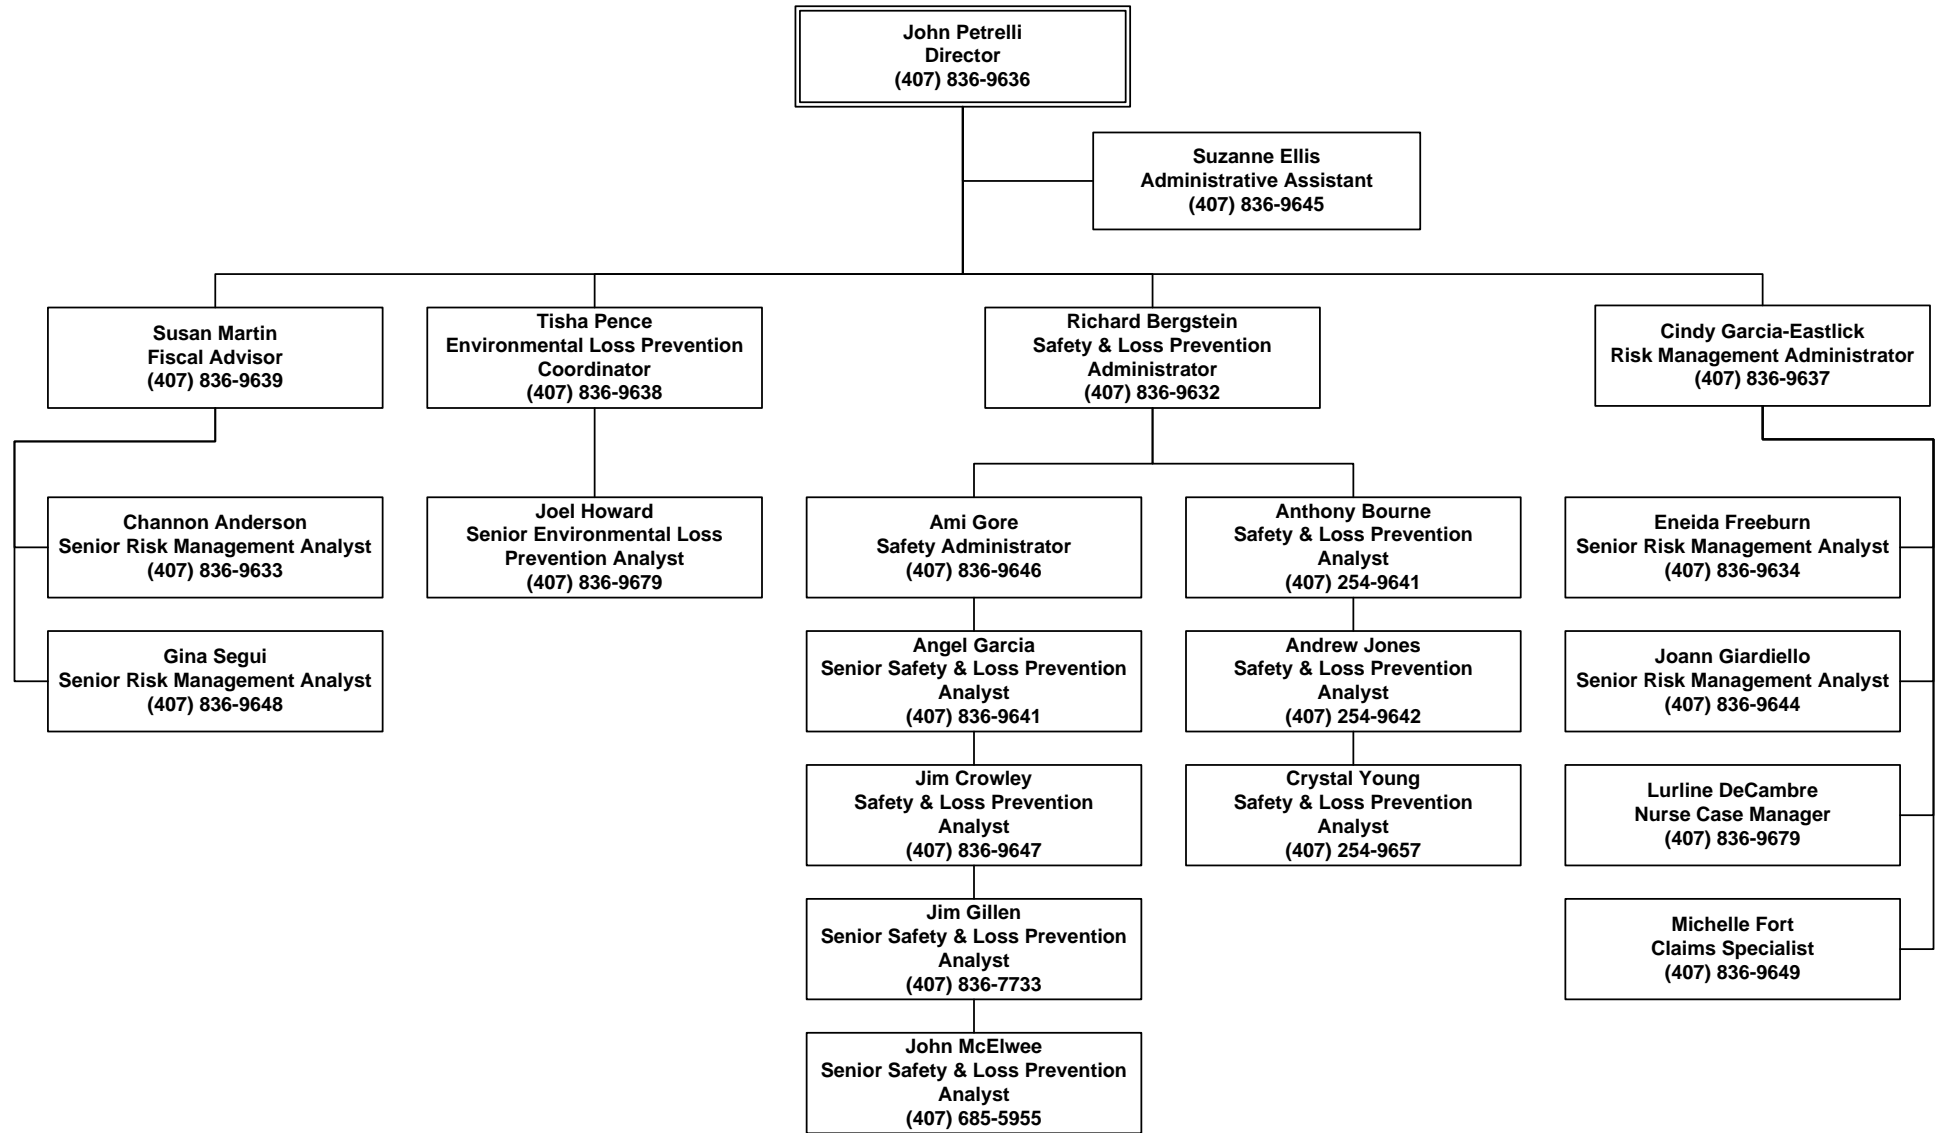 John Petrelli
Director
(407) 836-9636
Suzanne Ellis
Administrative Assistant
(407) 836-9645
Susan Martin
Fiscal Advisor
(407) 836-9639
Tisha Pence
Environmental Loss Prevention
Coordinator
(407) 836-9638
Richard Bergstein
Safety & Loss Prevention
Administrator
(407) 836-9632
Cindy Garcia-Eastlick
Risk Management Administrator
(407) 836-9637
Channon Anderson
Senior Risk Management Analyst
(407) 836-9633
Gina Segui
Senior Risk Management Analyst
(407) 836-9648
Joel Howard
Senior Environmental Loss
Prevention Analyst
(407) 836-9679
Ami Gore
Safety Administrator
(407) 836-9646
Angel Garcia
Senior Safety & Loss Prevention
Analyst
(407) 836-9641
Jim Crowley
Safety & Loss Prevention
Analyst
(407) 836-9647
Jim Gillen
Senior Safety & Loss Prevention
Analyst
(407) 836-7733
John McElwee
Senior Safety & Loss Prevention
Analyst
(407) 685-5955
Anthony Bourne
Safety & Loss Prevention
Analyst
(407) 254-9641
Andrew Jones
Safety & Loss Prevention
Analyst
(407) 254-9642
Crystal Young
Safety & Loss Prevention
Analyst
(407) 254-9657
Eneida Freeburn
Senior Risk Management Analyst
(407) 836-9634
Joann Giardiello
Senior Risk Management Analyst
(407) 836-9644
Lurline DeCambre
Nurse Case Manager
(407) 836-9679
Michelle Fort
Claims Specialist
(407) 836-9649